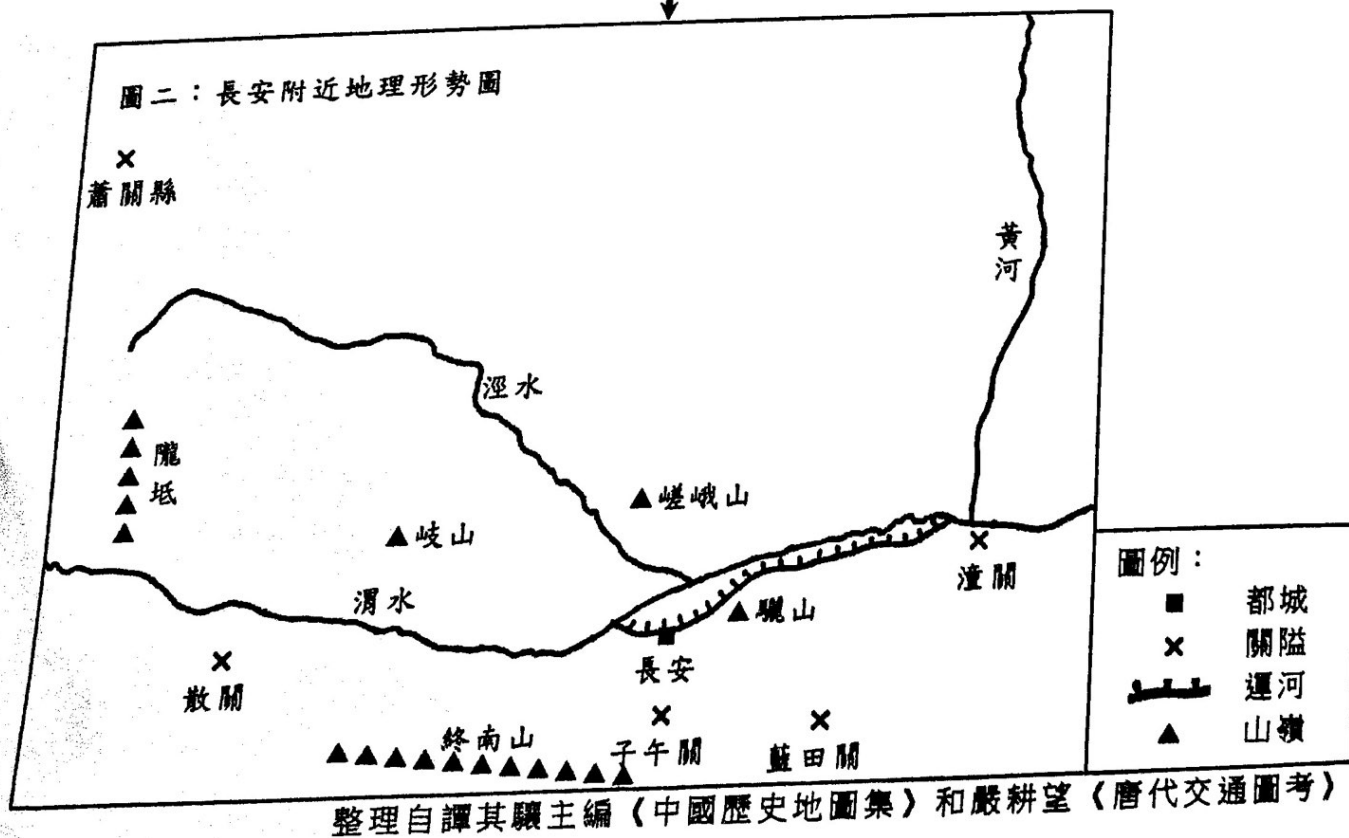 圖二：長安附近地理形勢圖
蕭關縣
黃河
涇水
隴坻
嵯峨山
岐山
潼關
渭水
驪山
長安
散關
終南山
子午關
藍田關
圖例：
都城
關隘
運河
山嶺
整理自譚其驤主編《中國歷史地圖集》和嚴耕望《唐代交通圖考》